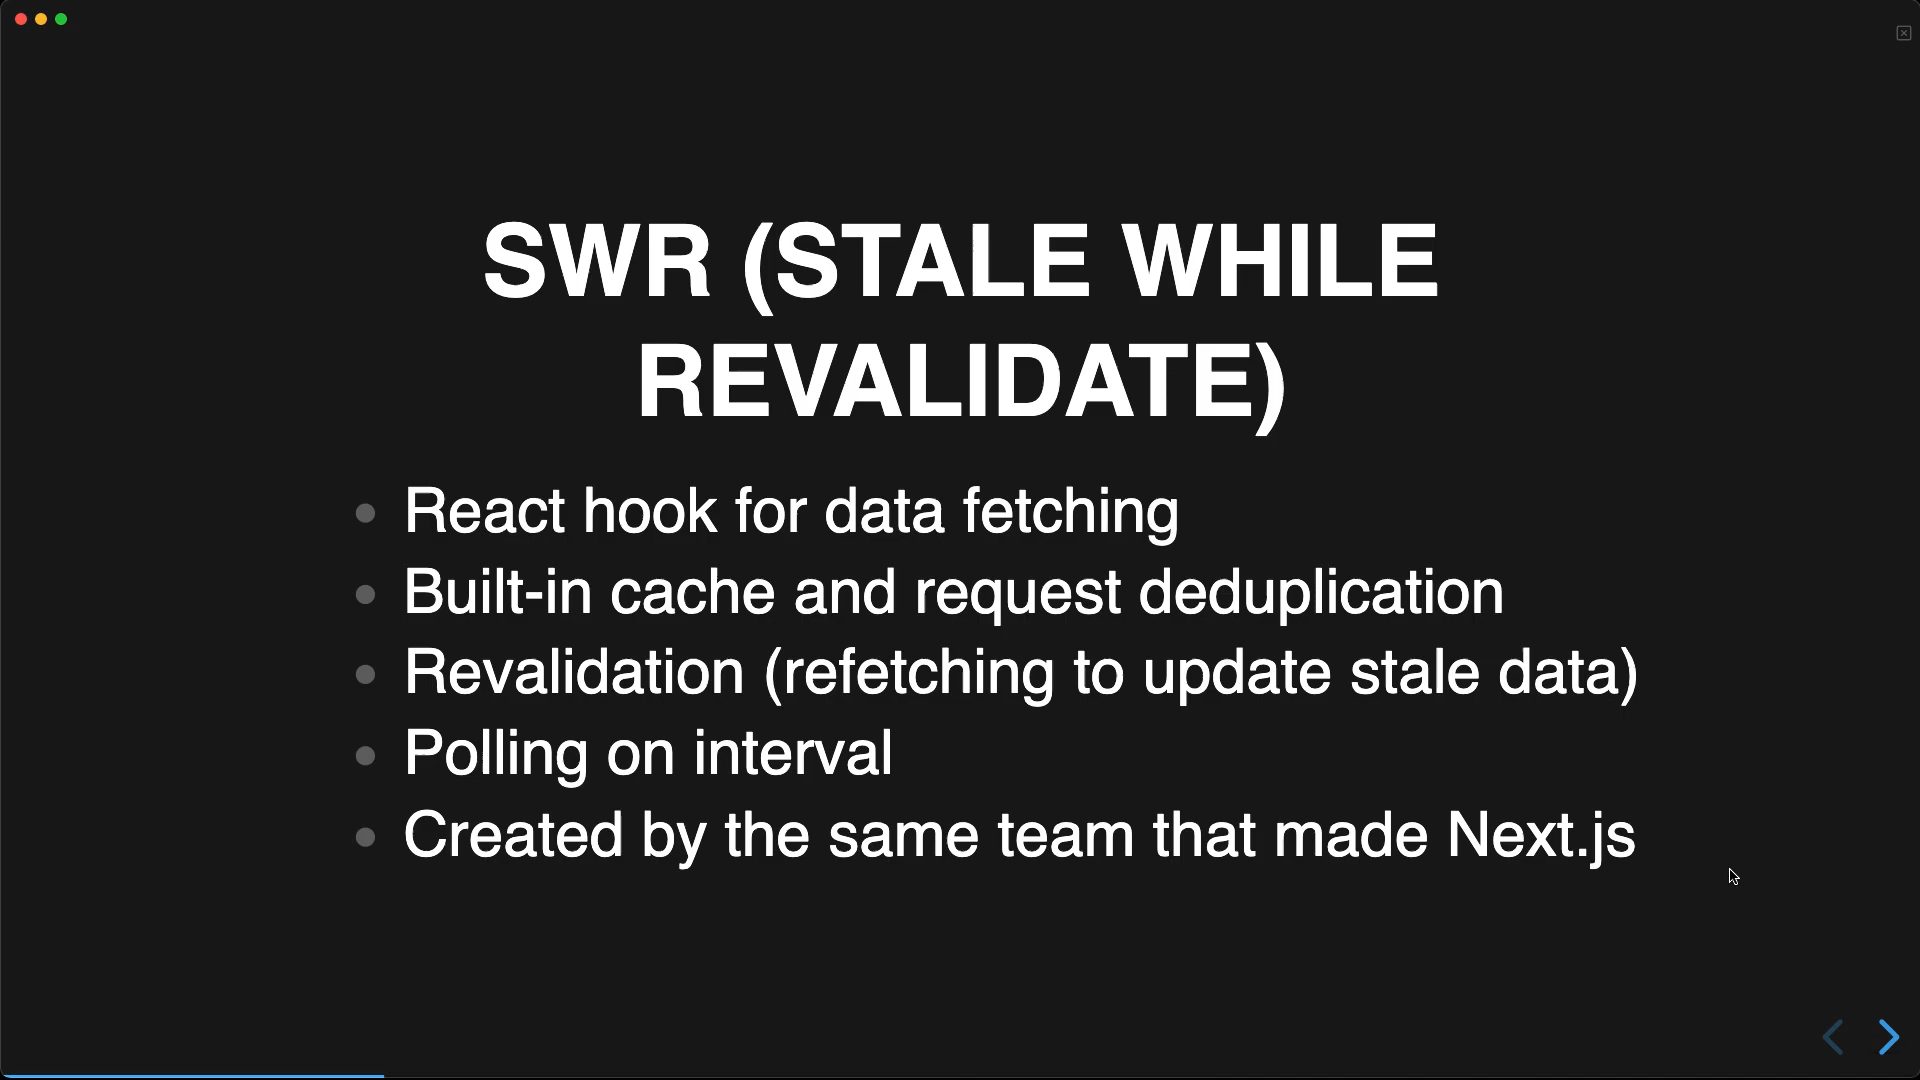 SWR (STALE WHILE
REVALIDATE)
React hook for data fetching
Built-in cache and request deduplication
Revalidation (refetching to update stale data)
Polling on interval
Created by the same team that made Next.js